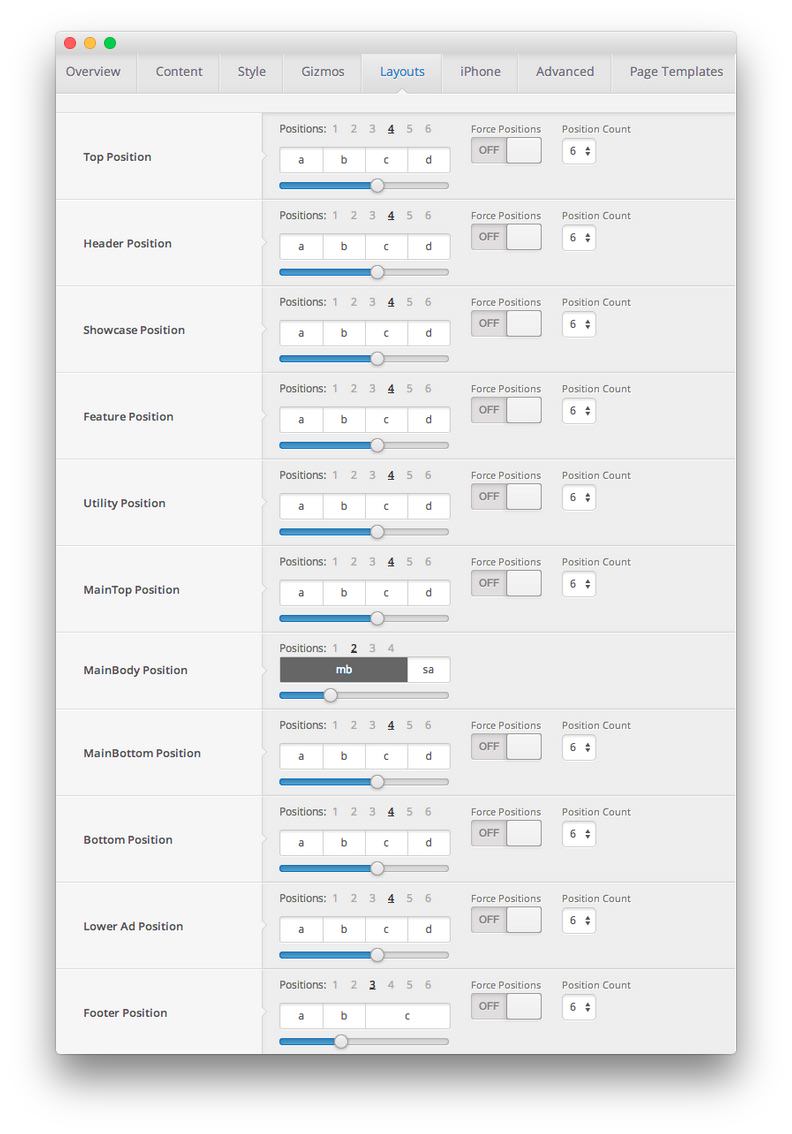 Overview Content Style Gizmos Layouts iPhone Advanced Page Templates
Top Position
Positions: 1 2 3 4 5 6
a b c d
Force Positions
OFF
Position Count
6
Header Position
Positions: 1 2 3 4 5 6
a b c d
Force Positions
OFF
Position Count
6
Showcase Position
Positions: 1 2 3 4 5 6
a b c d
Force Positions
OFF
Position Count
6
Feature Position
Positions: 1 2 3 4 5 6
a b c d
Force Positions
OFF
Position Count
6
Utility Position
Positions: 1 2 3 4 5 6
a b c d
Force Positions
OFF
Position Count
6
MainTop Position
Positions: 1 2 3 4 5 6
a b c d
Force Positions
OFF
Position Count
6
MainBody Position
Positions: 1 2 3 4
mb sa
MainBottom Position
Positions: 1 2 3 4 5 6
a b c d
Force Positions
OFF
Position Count
6
Bottom Position
Positions: 1 2 3 4 5 6
a b c d
Force Positions
OFF
Position Count
6
Lower Ad Position
Positions: 1 2 3 4 5 6
a b c d
Force Positions
OFF
Position Count
6
Footer Position
Positions: 1 2 3 4 5 6
a b c
Force Positions
OFF
Position Count
6